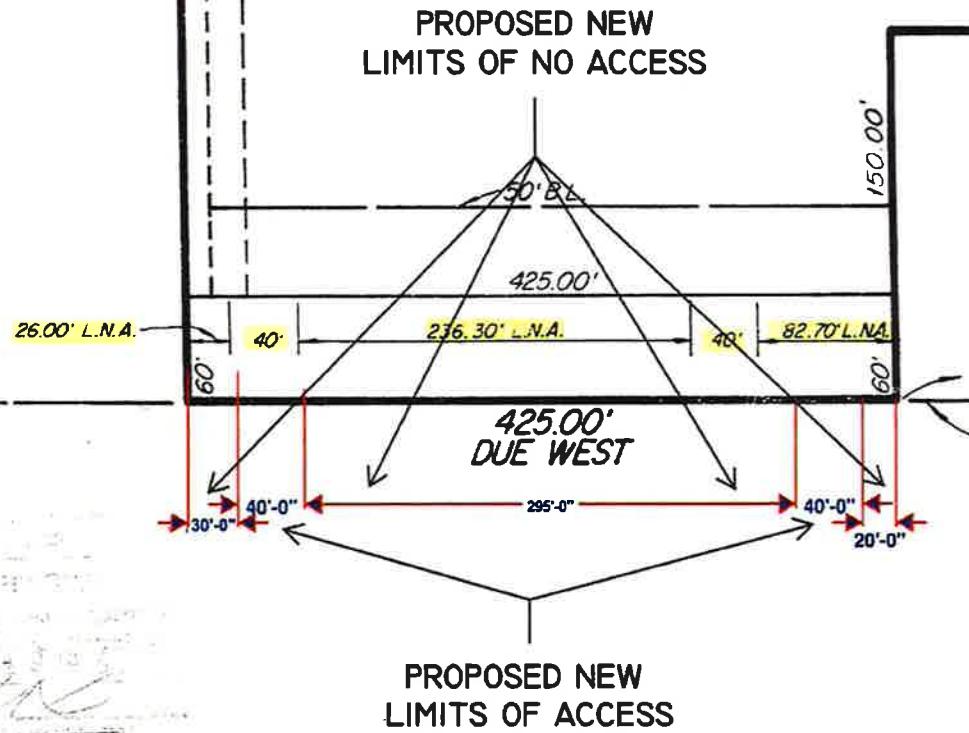 PROPOSED NEW
LIMITS OF NO ACCESS
150.00'
50' B.L.
425.00'
26.00' L.N.A.
40'
236.30' L.N.A.
40'
82.70' L.N.A.
60'
60'
425.00'
DUE WEST
30'-0"
40'-0"
295'-0"
40'-0"
20'-0"
PROPOSED NEW
LIMITS OF ACCESS